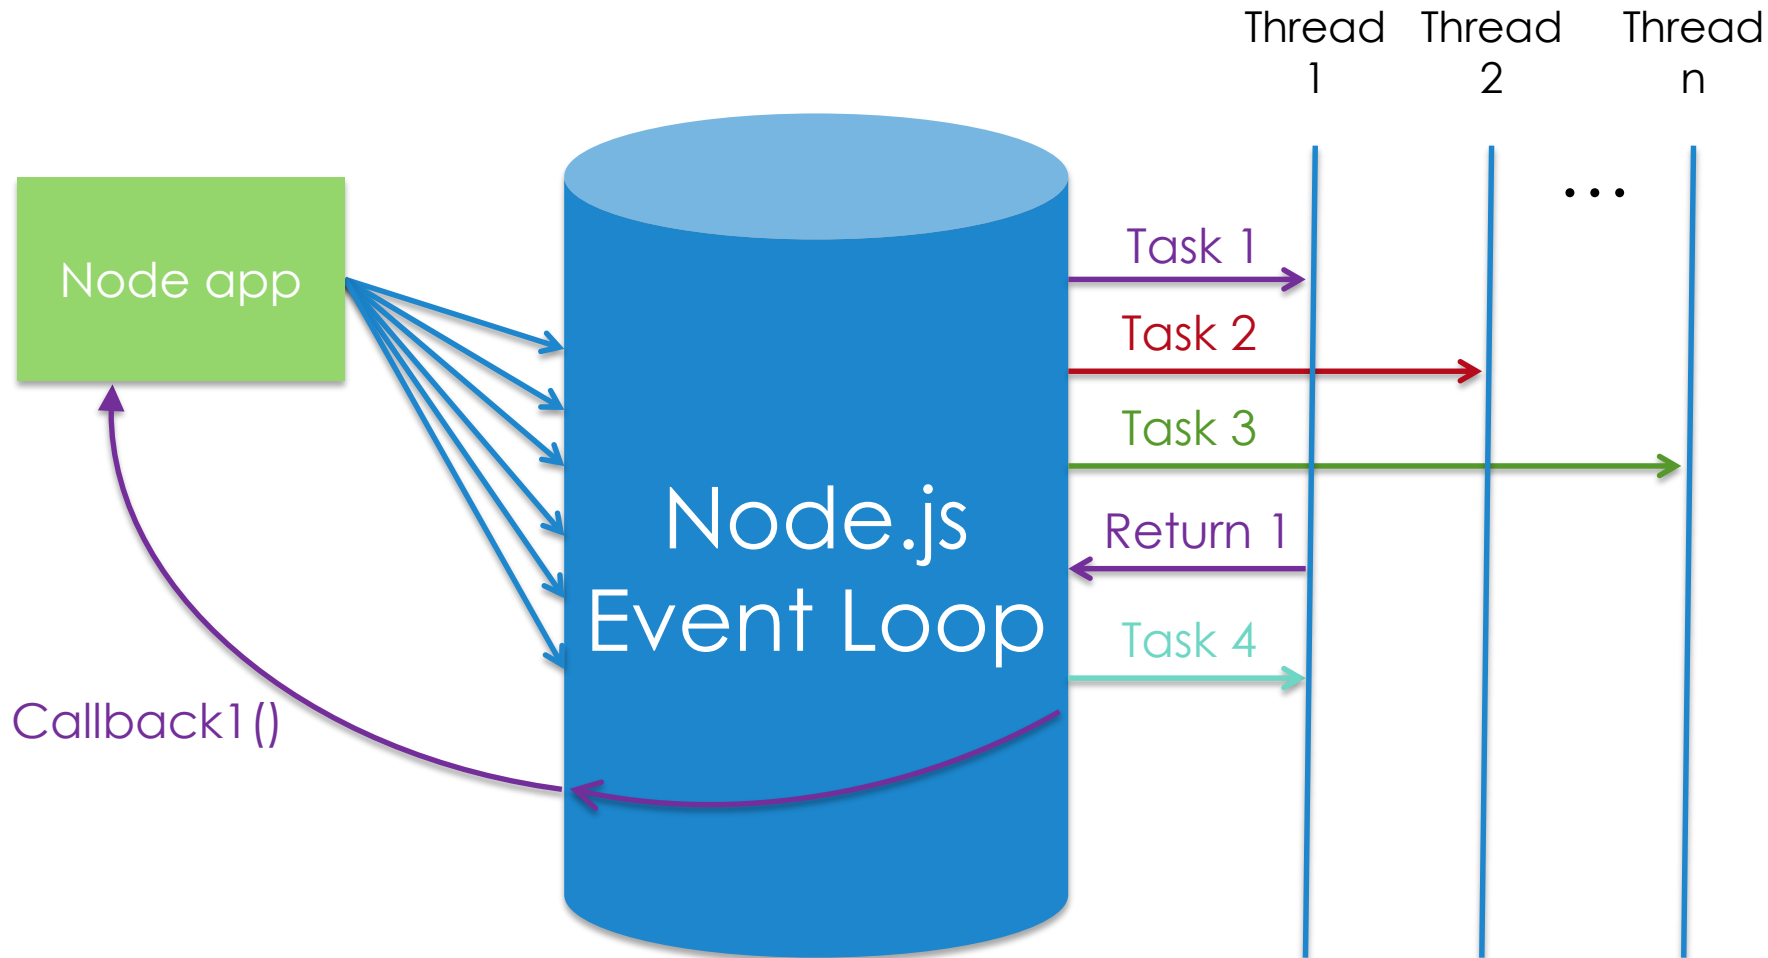 Thread
1
Thread
2
Thread
n
...
Node app
Task 1
Task 2
Task 3
Node.js
Event Loop
Return 1
Task 4
Callback1()